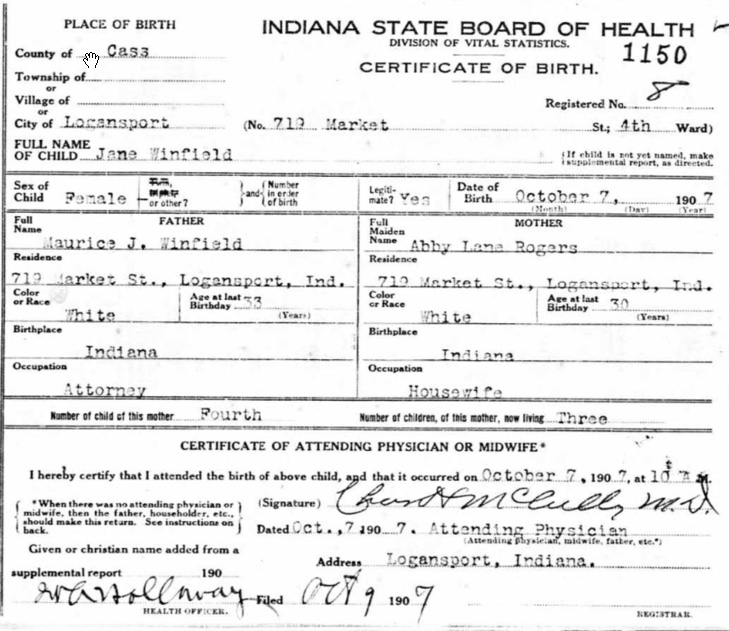 PLACE OF BIRTH
INDIANA STATE BOARD OF HEALTH
DIVISION OF VITAL STATISTICS.
1150
CERTIFICATE OF BIRTH.
County of Cass
Township of
or
Village of
or
Registered No. 8
City of Logansport (No. 719 Market St.; 4th Ward)
FULL NAME
OF CHILD Jane Winfield
{If child is not yet named, make
supplemental report, as directed.
Sex of Child Female
or other?
and
Number in order of birth
Legiti-mate? Yes
Date of Birth October 7, 1907
(Month) (Day) (Year)
FATHER
Full Name Maurice J. Winfield
Residence
719 Market St., Logansport, Ind.
Color or Race White
Age at last Birthday 33 (Years)
Birthplace
Indiana
Occupation
Attorney
MOTHER
Full Maiden Name Abby Lane Rogers
Residence
719 Market St., Logansport, Ind.
Color or Race White
Age at last Birthday 30 (Years)
Birthplace
Indiana
Occupation
Housewife
Number of child of this mother Fourth
Number of children, of this mother, now living Three
CERTIFICATE OF ATTENDING PHYSICIAN OR MIDWIFE*
I hereby certify that I attended the birth of above child, and that it occurred on October 7, 1907, at 10
*When there was no attending physician or
midwife, then the father, householder, etc.,
should make this return. See instructions on
back.
(Signature) McCully M.D.
Dated Oct., 7 1907. Attending Physician
(Attending physician, midwife, father, etc.*)
Given or christian name added from a
supplemental report 190
Address Logansport, Indiana.
Holloway
HEALTH OFFICER.
Filed Oct 9 1907
REGISTRAR.